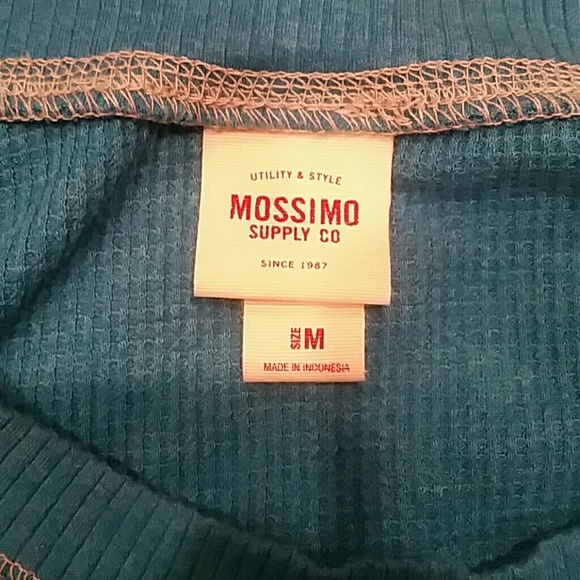 UTILITY & STYLE
MOSSIMO
SUPPLY CO
SINCE 1987
SIZE M
MADE IN INDONESIA